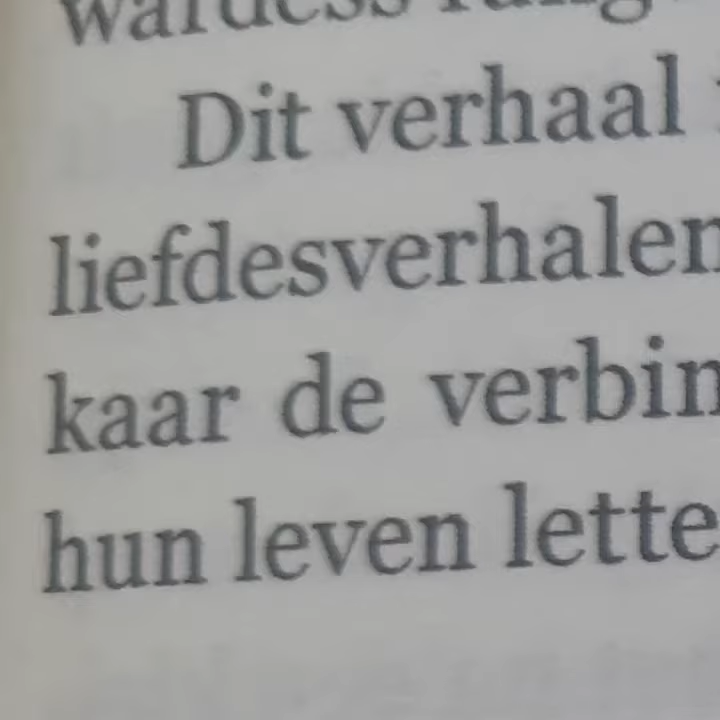 Dit verhaal
liefdesverhalen
kaar de verbin
hun leven lette